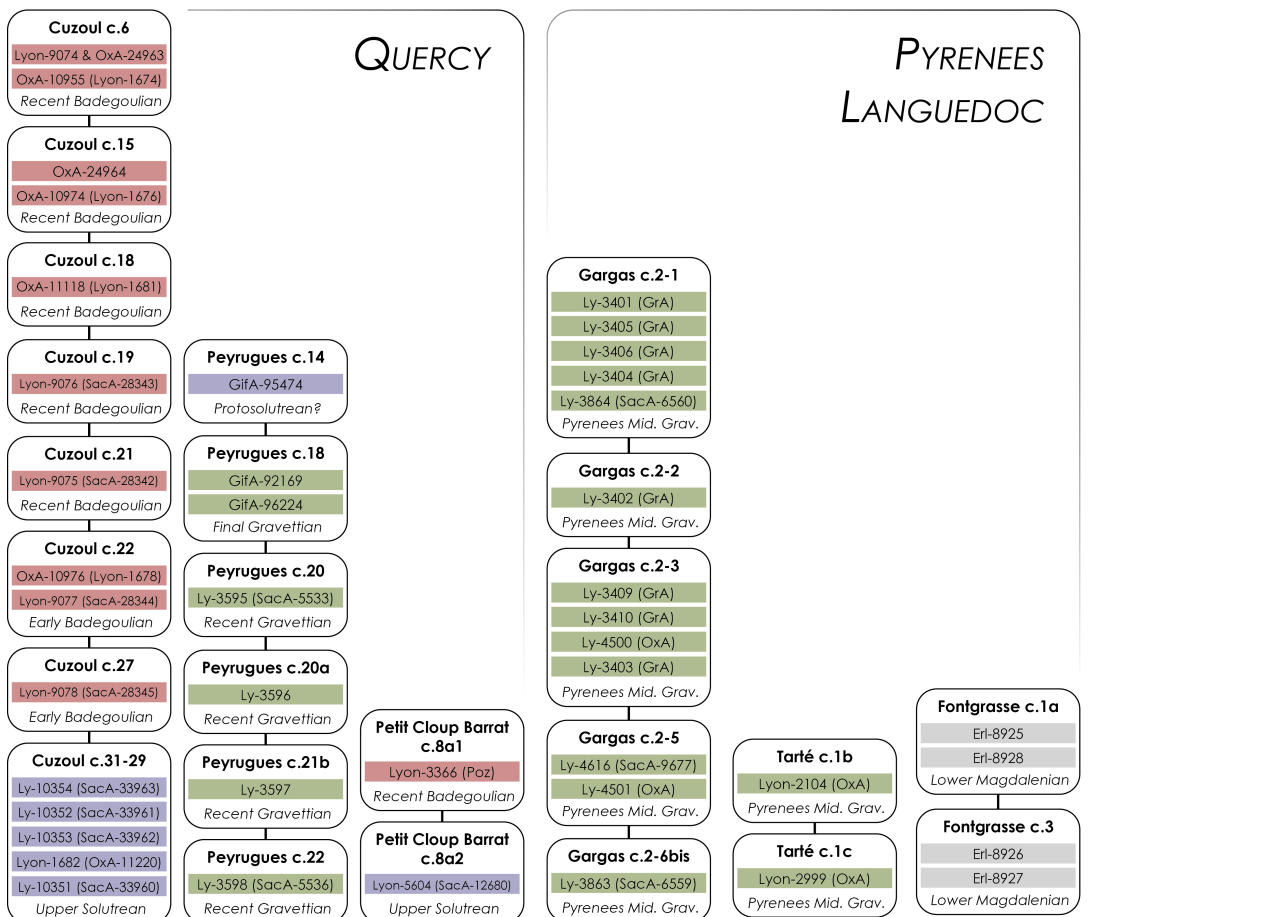 QUERCY
Cuzoul c.6
Lyon-9074 & OxA-24963
OxA-10955 (Lyon-1674)
Recent Badegoulian
Cuzoul c.15
OxA-24964
OxA-10974 (Lyon-1676)
Recent Badegoulian
Cuzoul c.18
OxA-11118 (Lyon-1681)
Recent Badegoulian
Cuzoul c.19
Lyon-9076 (SacA-28343)
Recent Badegoulian
Cuzoul c.21
Lyon-9075 (SacA-28342)
Recent Badegoulian
Cuzoul c.22
OxA-10976 (Lyon-1678)
Lyon-9077 (SacA-28344)
Early Badegoulian
Cuzoul c.27
Lyon-9078 (SacA-28345)
Early Badegoulian
Cuzoul c.31-29
Ly-10354 (SacA-33963)
Ly-10352 (SacA-33961)
Ly-10353 (SacA-33962)
Lyon-1682 (OxA-11220)
Ly-10351 (SacA-33960)
Upper Solutrean
Peyrugues c.14
GifA-95474
Protosolutrean?
Peyrugues c.18
GifA-92169
GifA-96224
Final Gravettian
Peyrugues c.20
Ly-3595 (SacA-5533)
Recent Gravettian
Peyrugues c.20a
Ly-3596
Recent Gravettian
Peyrugues c.21b
Ly-3597
Recent Gravettian
Peyrugues c.22
Ly-3598 (SacA-5536)
Recent Gravettian
Petit Cloup Barrat
c.8a1
Lyon-3366 (Poz)
Recent Badegoulian
Petit Cloup Barrat
c.8a2
Lyon-5604 (SacA-12680)
Upper Solutrean
PYRENEES
LANGUEDOC
Gargas c.2-1
Ly-3401 (GrA)
Ly-3405 (GrA)
Ly-3406 (GrA)
Ly-3404 (GrA)
Ly-3864 (SacA-6560)
Pyrenees Mid. Grav.
Gargas c.2-2
Ly-3402 (GrA)
Pyrenees Mid. Grav.
Gargas c.2-3
Ly-3409 (GrA)
Ly-3410 (GrA)
Ly-4500 (OxA)
Ly-3403 (GrA)
Pyrenees Mid. Grav.
Gargas c.2-5
Ly-4616 (SacA-9677)
Ly-4501 (OxA)
Pyrenees Mid. Grav.
Gargas c.2-6bis
Ly-3863 (SacA-6559)
Pyrenees Mid. Grav.
Tarté c.1b
Lyon-2104 (OxA)
Pyrenees Mid. Grav.
Tarté c.1c
Lyon-2999 (OxA)
Pyrenees Mid. Grav.
Fontgrasse c.1a
Erl-8925
Erl-8928
Lower Magdalenian
Fontgrasse c.3
Erl-8926
Erl-8927
Lower Magdalenian